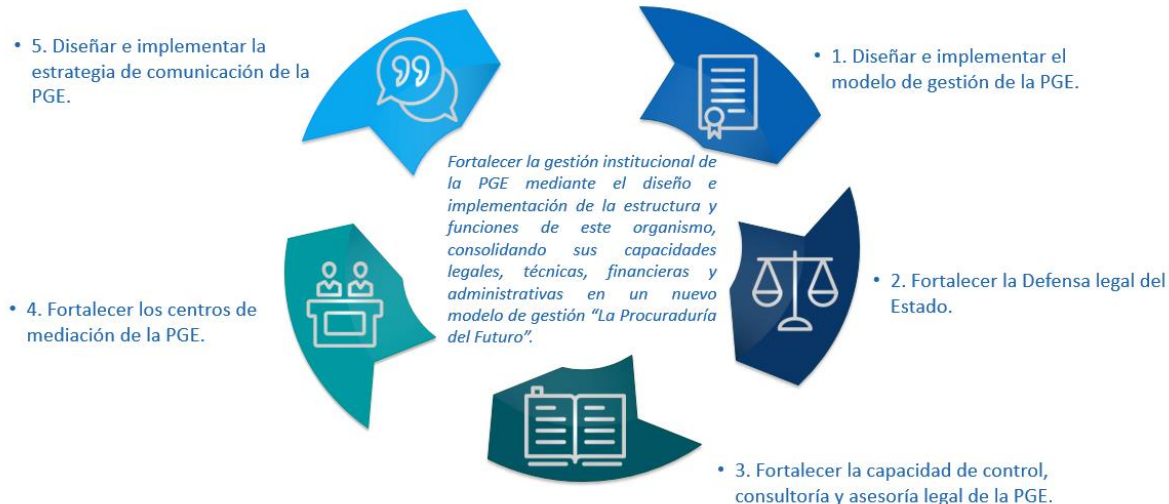 • 5. Diseñar e implementar la
estrategia de comunicación de la
PGE.
• 1. Diseñar e implementar el
modelo de gestión de la PGE.
Fortalecer la gestión institucional de
la PGE mediante el diseño e
implementación de la estructura y
funciones de este organismo,
consolidando sus capacidades
legales, técnicas, financieras y
administrativas en un nuevo
modelo de gestión “La Procuraduría
del Futuro”.
• 2. Fortalecer la Defensa legal del
Estado.
• 4. Fortalecer los centros de
mediación de la PGE.
• 3. Fortalecer la capacidad de control,
consultoría y asesoría legal de la PGE.